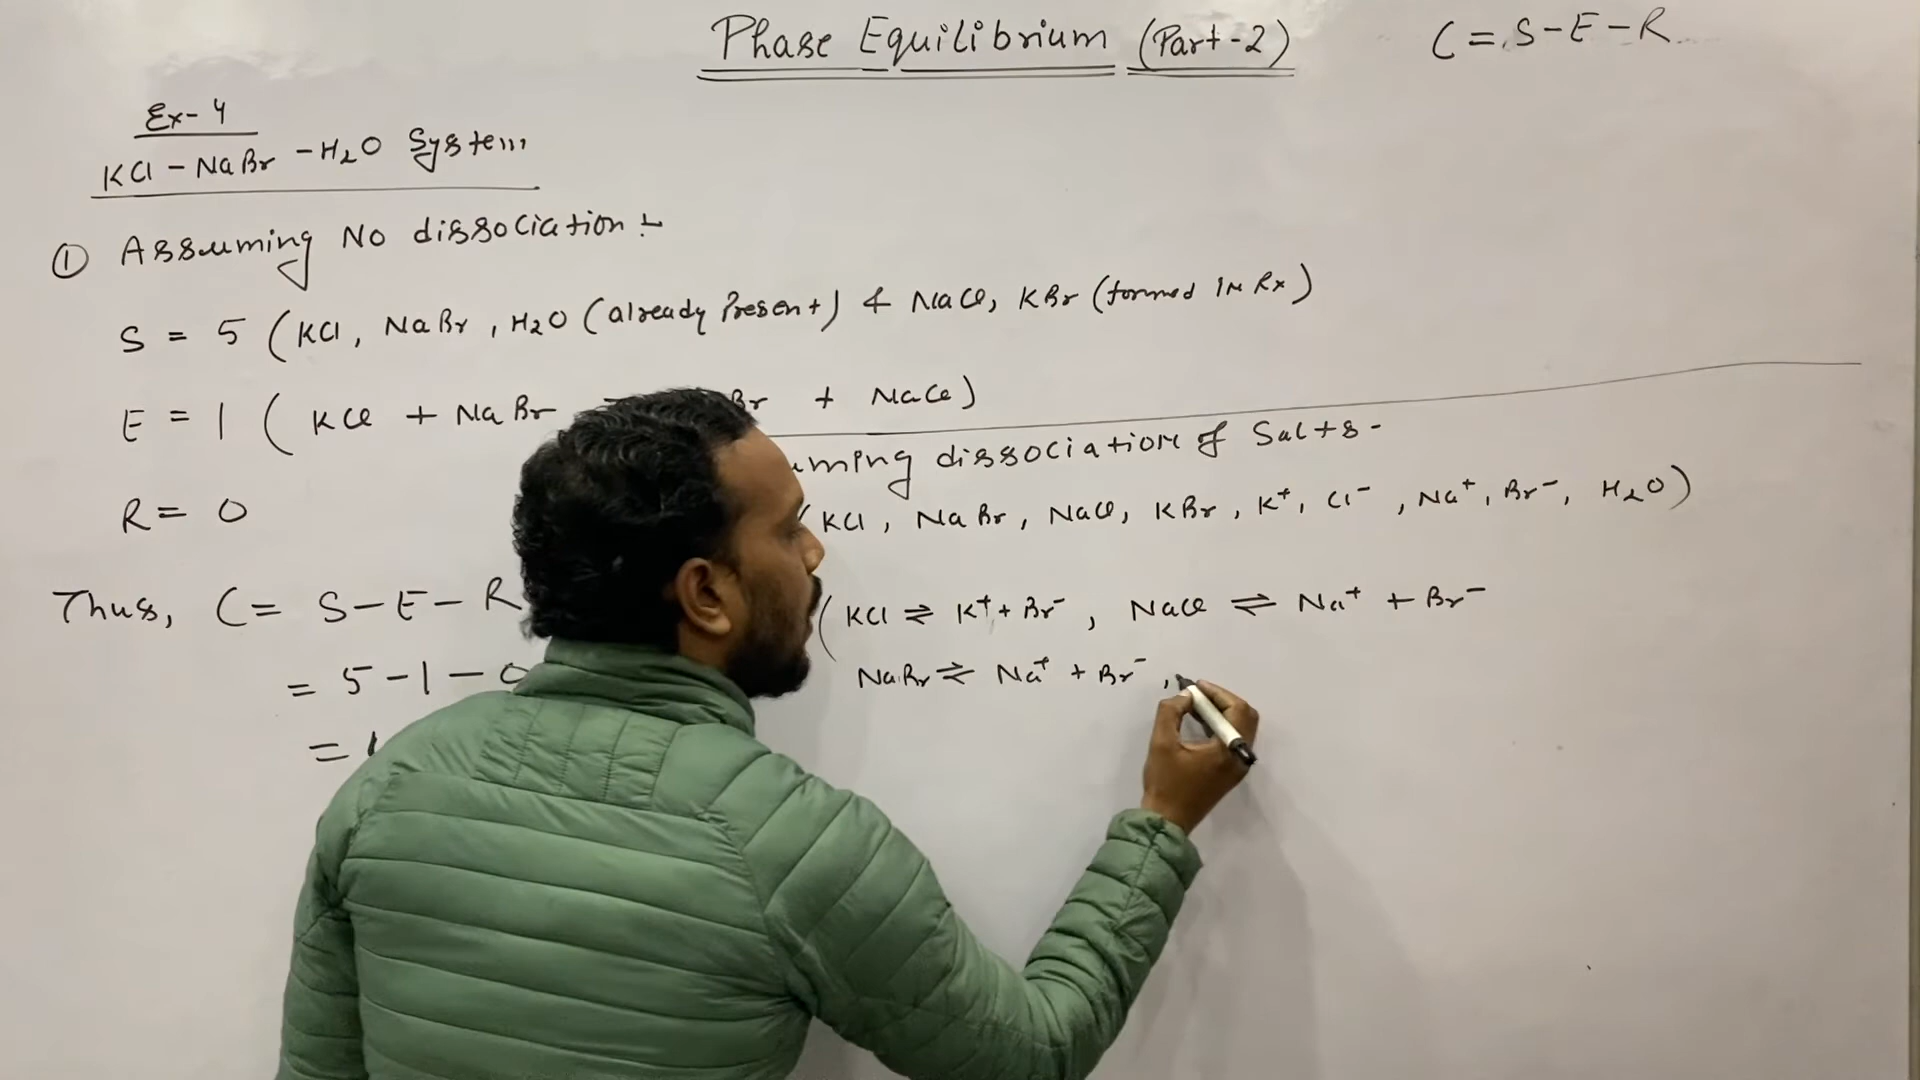 Phase Equilibrium (Part-2)
C = S-E-R
Ex-4
KCl - NaBr - H2O System
① Assuming No dissociation :-
S = 5 (KCl, NaBr, H2O (already Present) & NaCl, KBr (formed in Rx)
E = 1 ( KCl + NaBr Br + NaCl)
R = 0
Thus, C = S-E-R
= 5-1-0
=
uming dissociation of Salts-
(KCl, NaBr, NaCl, KBr, K+, Cl-, Na+, Br-, H2O)
(KCl ⇌ K+ + Br-, NaCl ⇌ Na+ + Br-
NaBr ⇌ Na+ + Br-,